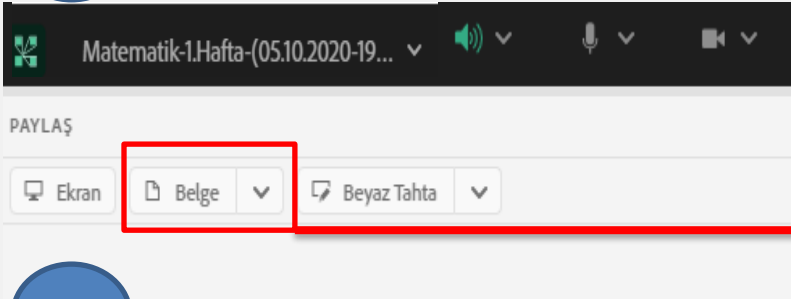 Matematik-1.Hafta-(05.10.2020-19...
PAYLAŞ
Ekran Belge Beyaz Tahta